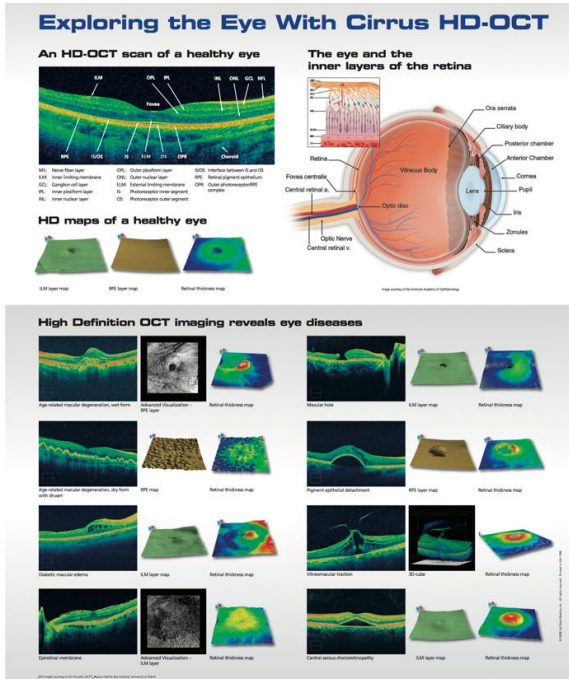 Exploring the Eye With Cirrus HD-OCT
An HD-OCT scan of a healthy eye
ILM OPL IPL INL ONL GCL NFL
Fovea
RPE IS/OS IS ELM OS OPR Choroid
NFL: Nerve fiber layer
ILM: Inner limiting membrane
GCL: Ganglion cell layer
IPL: Inner plexiform layer
INL: Inner nuclear layer
OPL: Outer plexiform layer
ONL: Outer nuclear layer
ELM: External limiting membrane
IS: Photoreceptor inner segment
OS: Photoreceptor outer segment
IS/OS: Interface between IS and OS
RPE: Retinal pigment epithelium
OPR: Outer photoreceptor/RPE
complex
HD maps of a healthy eye
ILM layer map
RPE layer map
Retinal thickness map
The eye and the
inner layers of the retina
Ora serrata
Ciliary body
Posterior chamber
Anterior Chamber
Cornea
Pupil
Iris
Zonules
Sclera
Lens
Vitreous Body
Retina
Fovea centralis
Central retinal a.
Optic disc
Optic Nerve
Central retinal v.
Image courtesy of the American Academy of Ophthalmology
High Definition OCT imaging reveals eye diseases
Age-related macular degeneration, wet form
Advanced Visualization –
RPE layer
Retinal thickness map
Macular hole
ILM layer map
Retinal thickness map
Age-related macular degeneration, dry form
with drusen
RPE map
Retinal thickness map
Pigment epithelial detachment
RPE layer map
Retinal thickness map
Diabetic macular edema
ILM layer map
Retinal thickness map
Vitreomacular traction
3D cube
Retinal thickness map
Epiretinal membrane
Advanced Visualization –
ILM layer
Retinal thickness map
Central serous chorioretinopathy
ILM layer map
Retinal thickness map